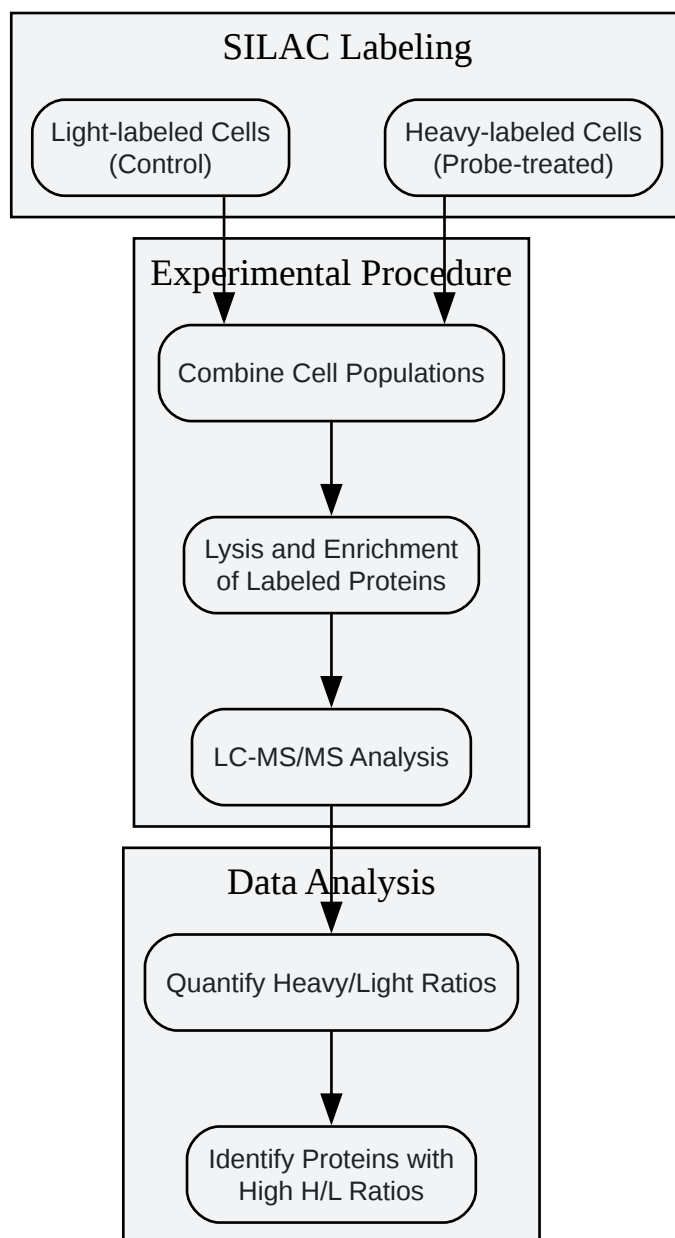 SILAC Labeling
Light-labeled Cells
(Control)
Heavy-labeled Cells
(Probe-treated)
Experimental Procedure
Combine Cell Populations
Lysis and Enrichment
of Labeled Proteins
LC-MS/MS Analysis
Data Analysis
Quantify Heavy/Light Ratios
Identify Proteins with
High H/L Ratios